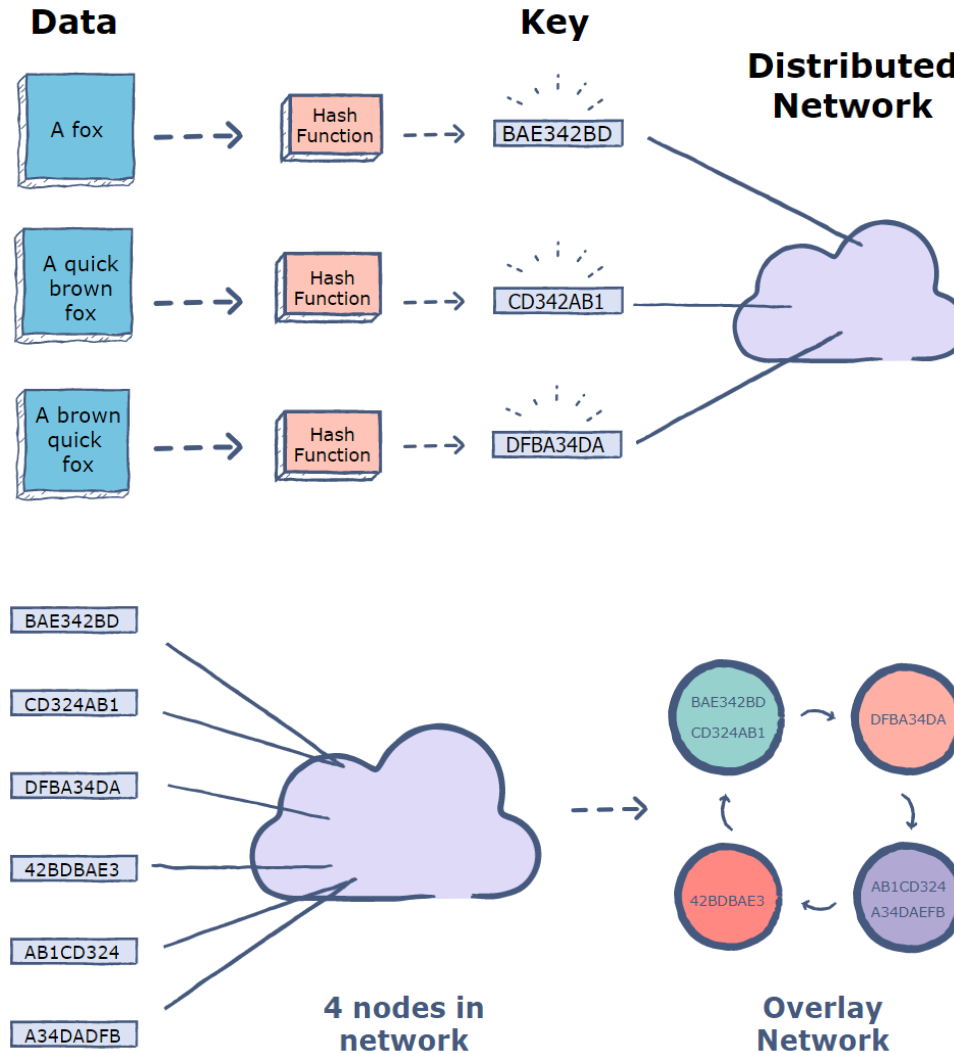 Data
Key
Distributed
Network
A fox
Hash
Function
BAE342BD
A quick
brown
fox
Hash
Function
CD342AB1
A brown
quick
fox
Hash
Function
DFBA34DA
BAE342BD
CD324AB1
DFBA34DA
42BDBAE3
AB1CD324
A34DADFB
4 nodes in
network
BAE342BD
CD324AB1
DFBA34DA
42BDBAE3
AB1CD324
A34DAEFB
Overlay
Network